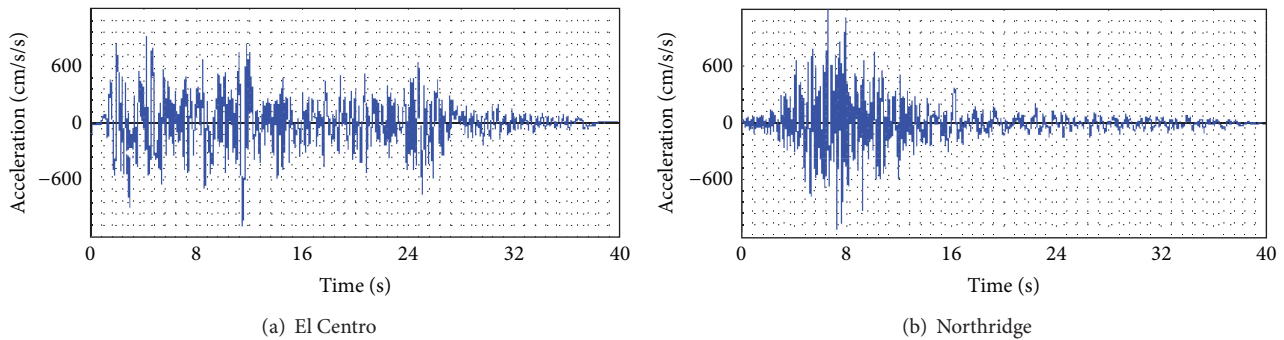 Acceleration (cm/s/s)
600
0
−600
0 8 16 24 32 40
Time (s)
(a) El Centro
Acceleration (cm/s/s)
600
0
−600
0 8 16 24 32 40
Time (s)
(b) Northridge